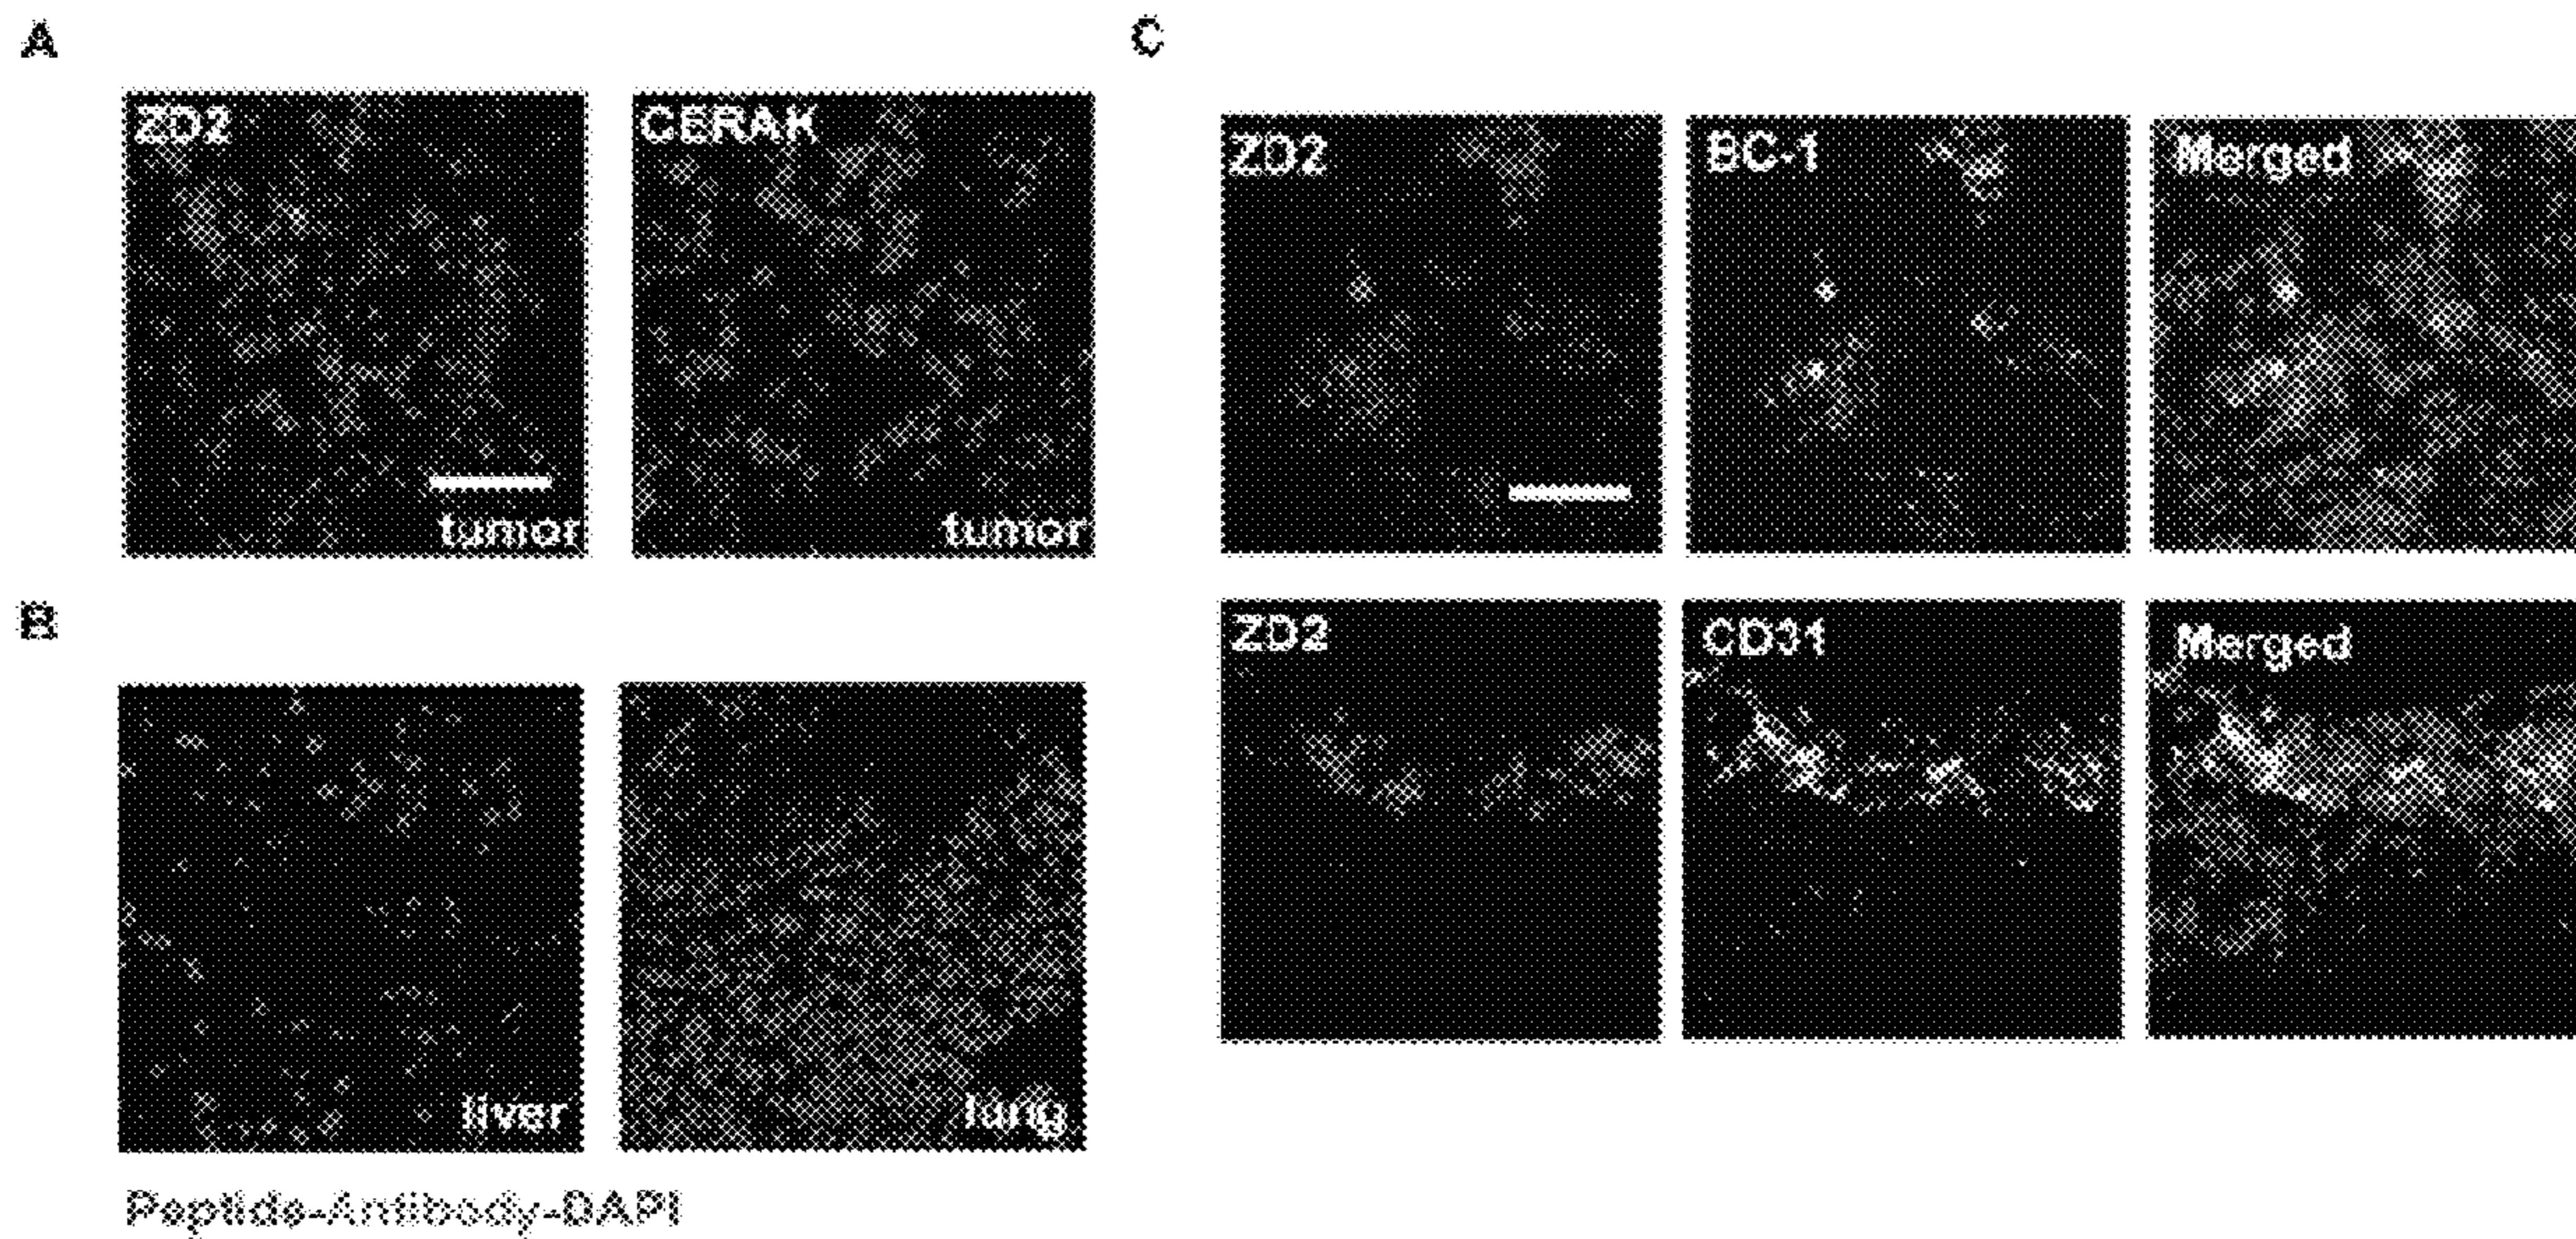 A
ZD2
tumor
CERAK
tumor
B
liver
lung
Peptide-Antibody-DAPI
C
ZD2
BC-1
Merged
ZD2
CD31
Merged